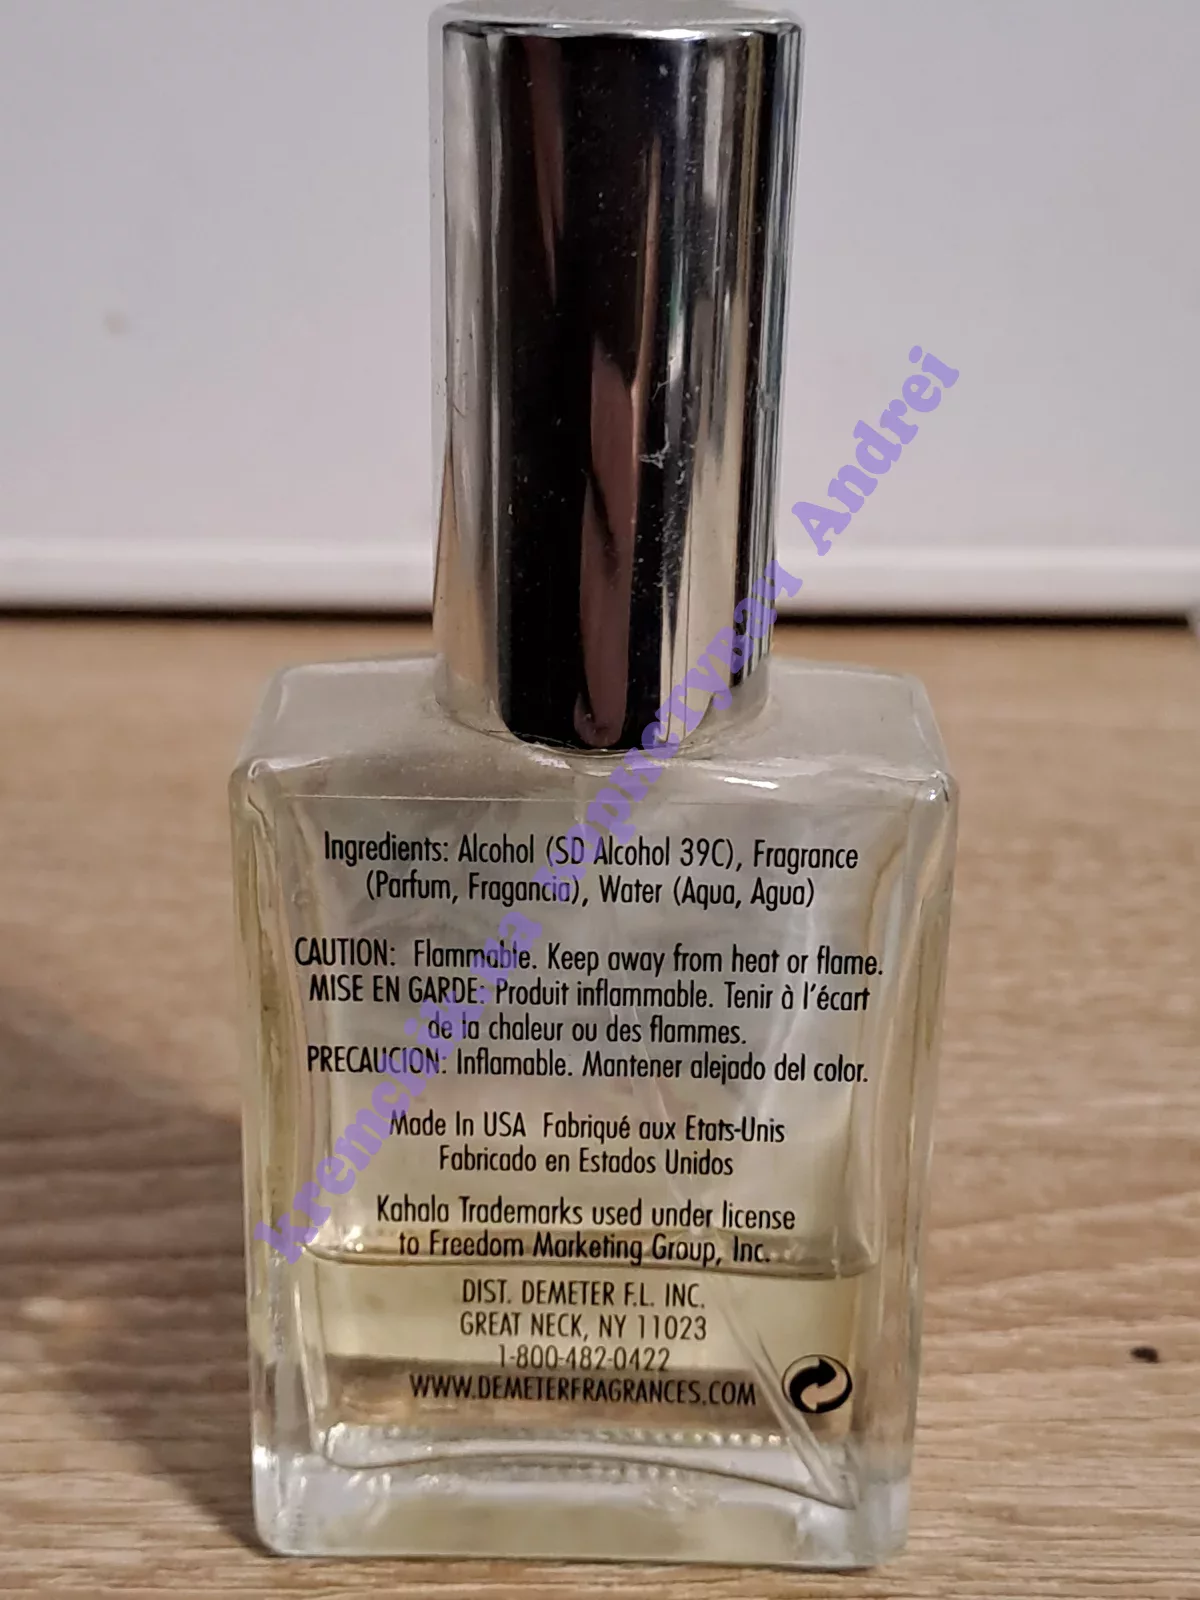 Ingredients: Alcohol (SD Alcohol 39C), Fragrance
(Parfum, Fragancia), Water (Aqua, Agua)
CAUTION: Flammable. Keep away from heat or flame.
MISE EN GARDE: Produit inflammable. Tenir à l'écart
de la chaleur ou des flammes.
PRECAUCION: Inflamable. Mantener alejado del color.
Made In USA Fabriqué aux Etats-Unis
Fabricado en Estados Unidos
Kahala Trademarks used under license
to Freedom Marketing Group, Inc.
DIST. DEMETER F.L. INC.
GREAT NECK, NY 11023
1-800-482-0422
WWW.DEMETERFRAGRANCES.COM
kremchik.ua користувач Andrei